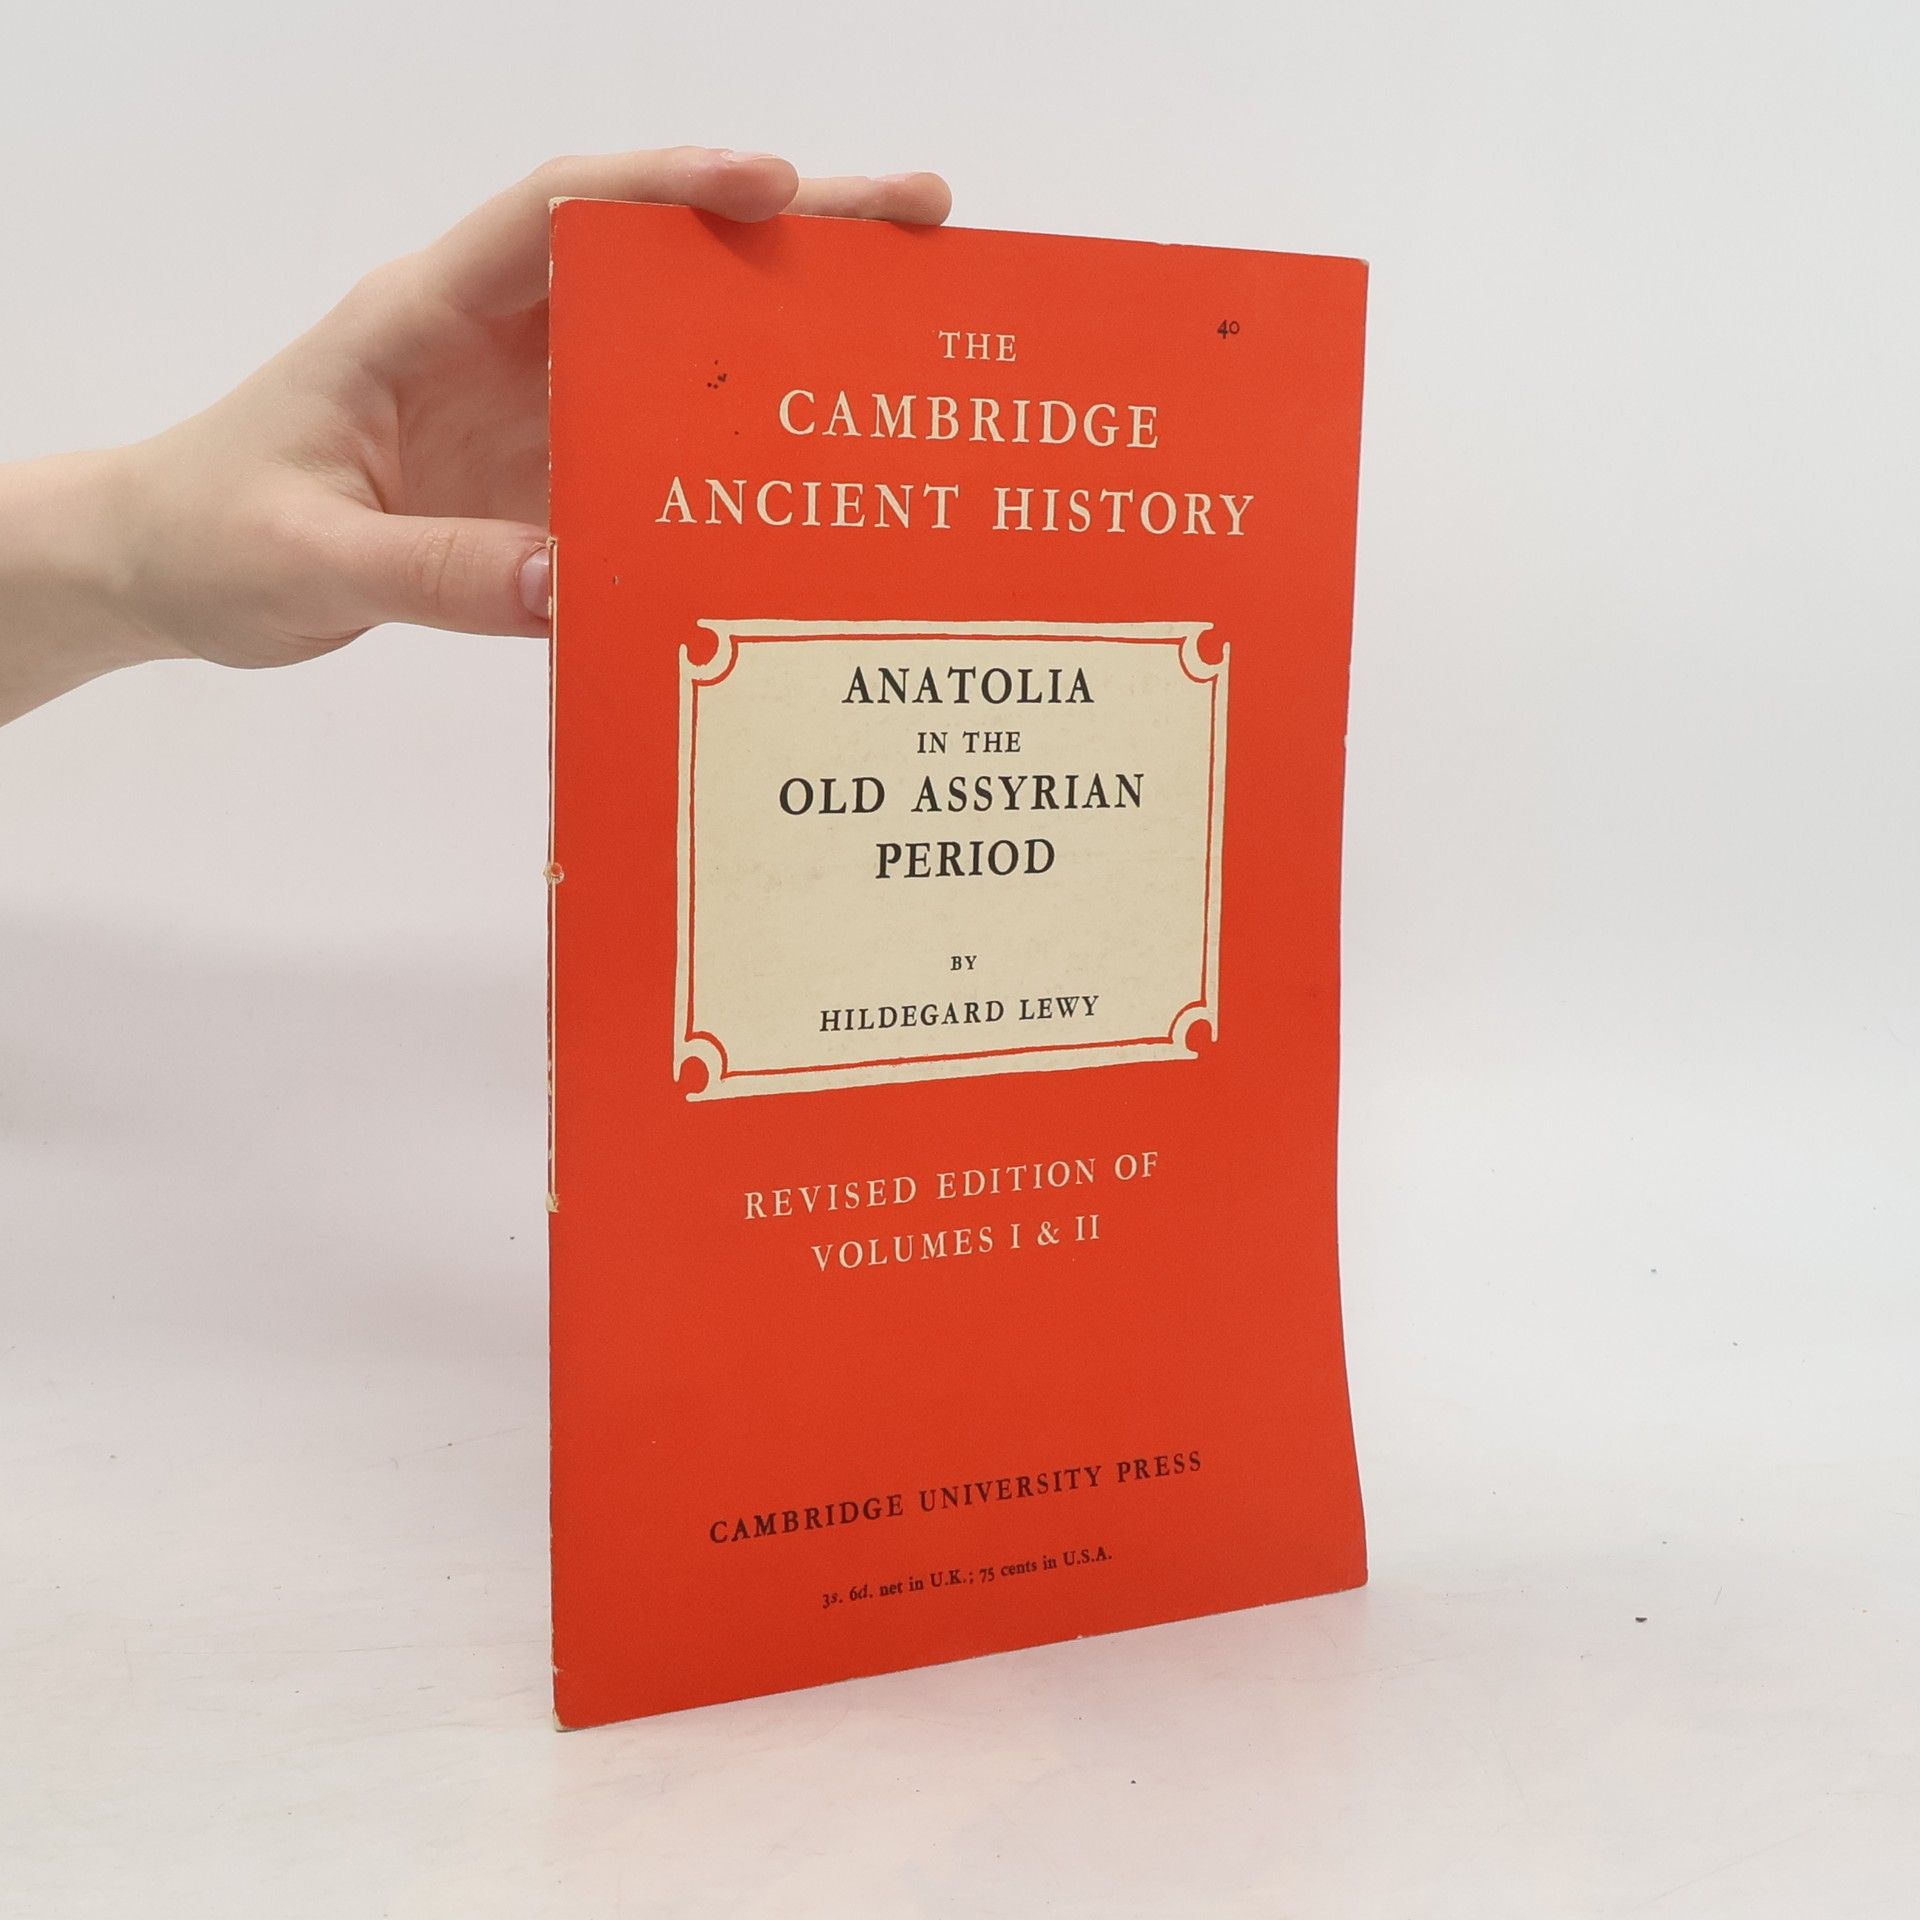 40
THE
CAMBRIDGE
ANCIENT HISTORY
ANATOLIA
IN THE
OLD ASSYRIAN
PERIOD
BY
HILDEGARD LEWY
REVISED EDITION OF
VOLUMES I & II
CAMBRIDGE UNIVERSITY PRESS
3s. 6d. net in U.K.; 75 cents in U.S.A.